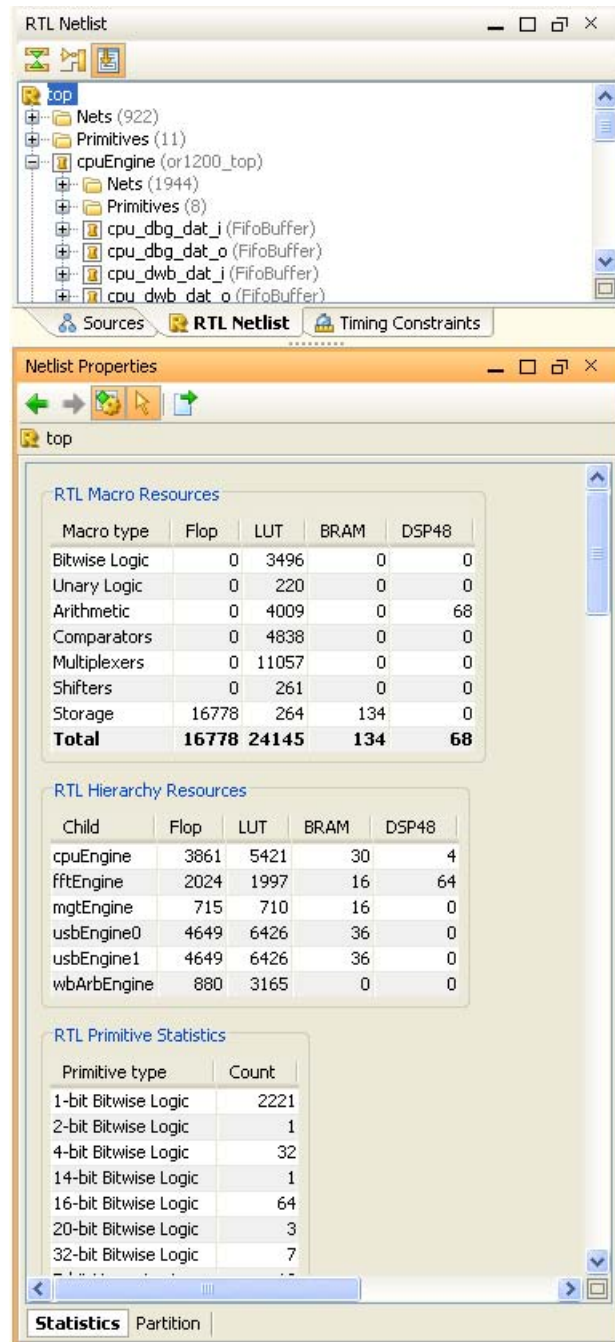 RTL Netlist
top
Nets (922)
Primitives (11)
cpuEngine (or1200_top)
Nets (1944)
Primitives (8)
cpu_dbg_dat_i (FifoBuffer)
cpu_dbg_dat_o (FifoBuffer)
cpu_dwb_dat_i (FifoBuffer)
cpu_dwb_dat_o (FifoBuffer)
Sources RTL Netlist Timing Constraints
Netlist Properties
top
RTL Macro Resources
Macro type Flop LUT BRAM DSP48
Bitwise Logic 0 3496 0 0
Unary Logic 0 220 0 0
Arithmetic 0 4009 0 68
Comparators 0 4838 0 0
Multiplexers 0 11057 0 0
Shifters 0 261 0 0
Storage 16778 264 134 0
Total 16778 24145 134 68
RTL Hierarchy Resources
Child Flop LUT BRAM DSP48
cpuEngine 3861 5421 30 4
fftEngine 2024 1997 16 64
mgtEngine 715 710 16 0
usbEngine0 4649 6426 36 0
usbEngine1 4649 6426 36 0
wbArbEngine 880 3165 0 0
RTL Primitive Statistics
Primitive type Count
1-bit Bitwise Logic 2221
2-bit Bitwise Logic 1
4-bit Bitwise Logic 32
14-bit Bitwise Logic 1
16-bit Bitwise Logic 64
20-bit Bitwise Logic 3
32-bit Bitwise Logic 7
Statistics Partition